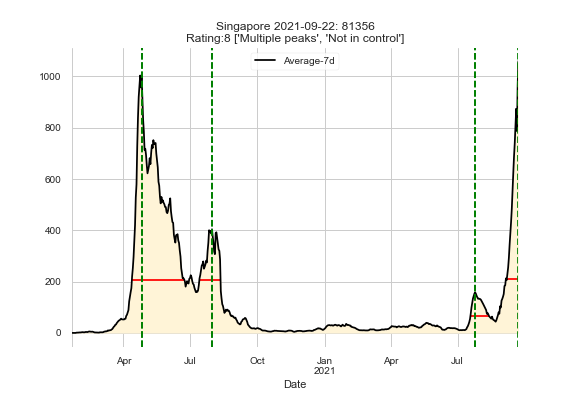 Singapore 2021-09-22: 81356
Rating:8 ['Multiple peaks', 'Not in control']
Average-7d
1000
800
600
400
200
0
Apr Jul Oct Jan Apr Jul
2021
Date